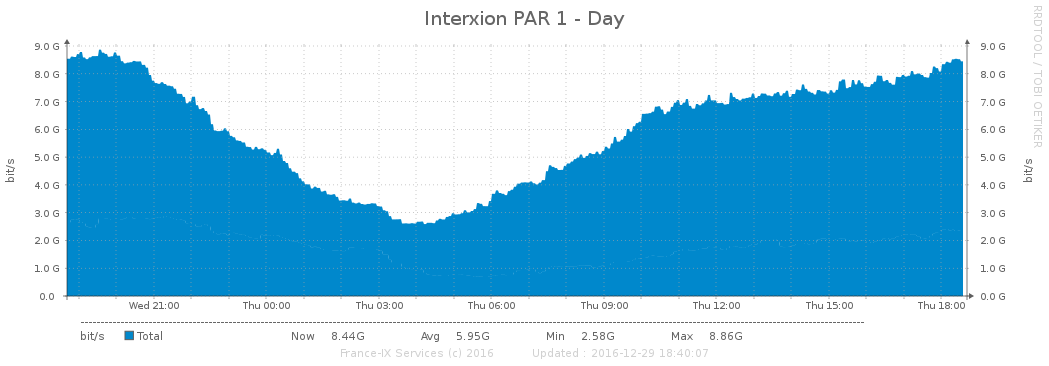 Interxion PAR 1 - Day
RRDTOOL / TOBI OETIKER
bit/s
9.0 G
8.0 G
7.0 G
6.0 G
5.0 G
4.0 G
3.0 G
2.0 G
1.0 G
0.0
9.0 G
8.0 G
7.0 G
6.0 G
5.0 G
4.0 G
3.0 G
2.0 G
1.0 G
0.0 G
bit/s
Wed 21:00 Thu 00:00 Thu 03:00 Thu 06:00 Thu 09:00 Thu 12:00 Thu 15:00 Thu 18:00
bit/s Total Now 8.44G Avg 5.95G Min 2.58G Max 8.86G
France-IX Services (c) 2016 Updated : 2016-12-29 18:40:07